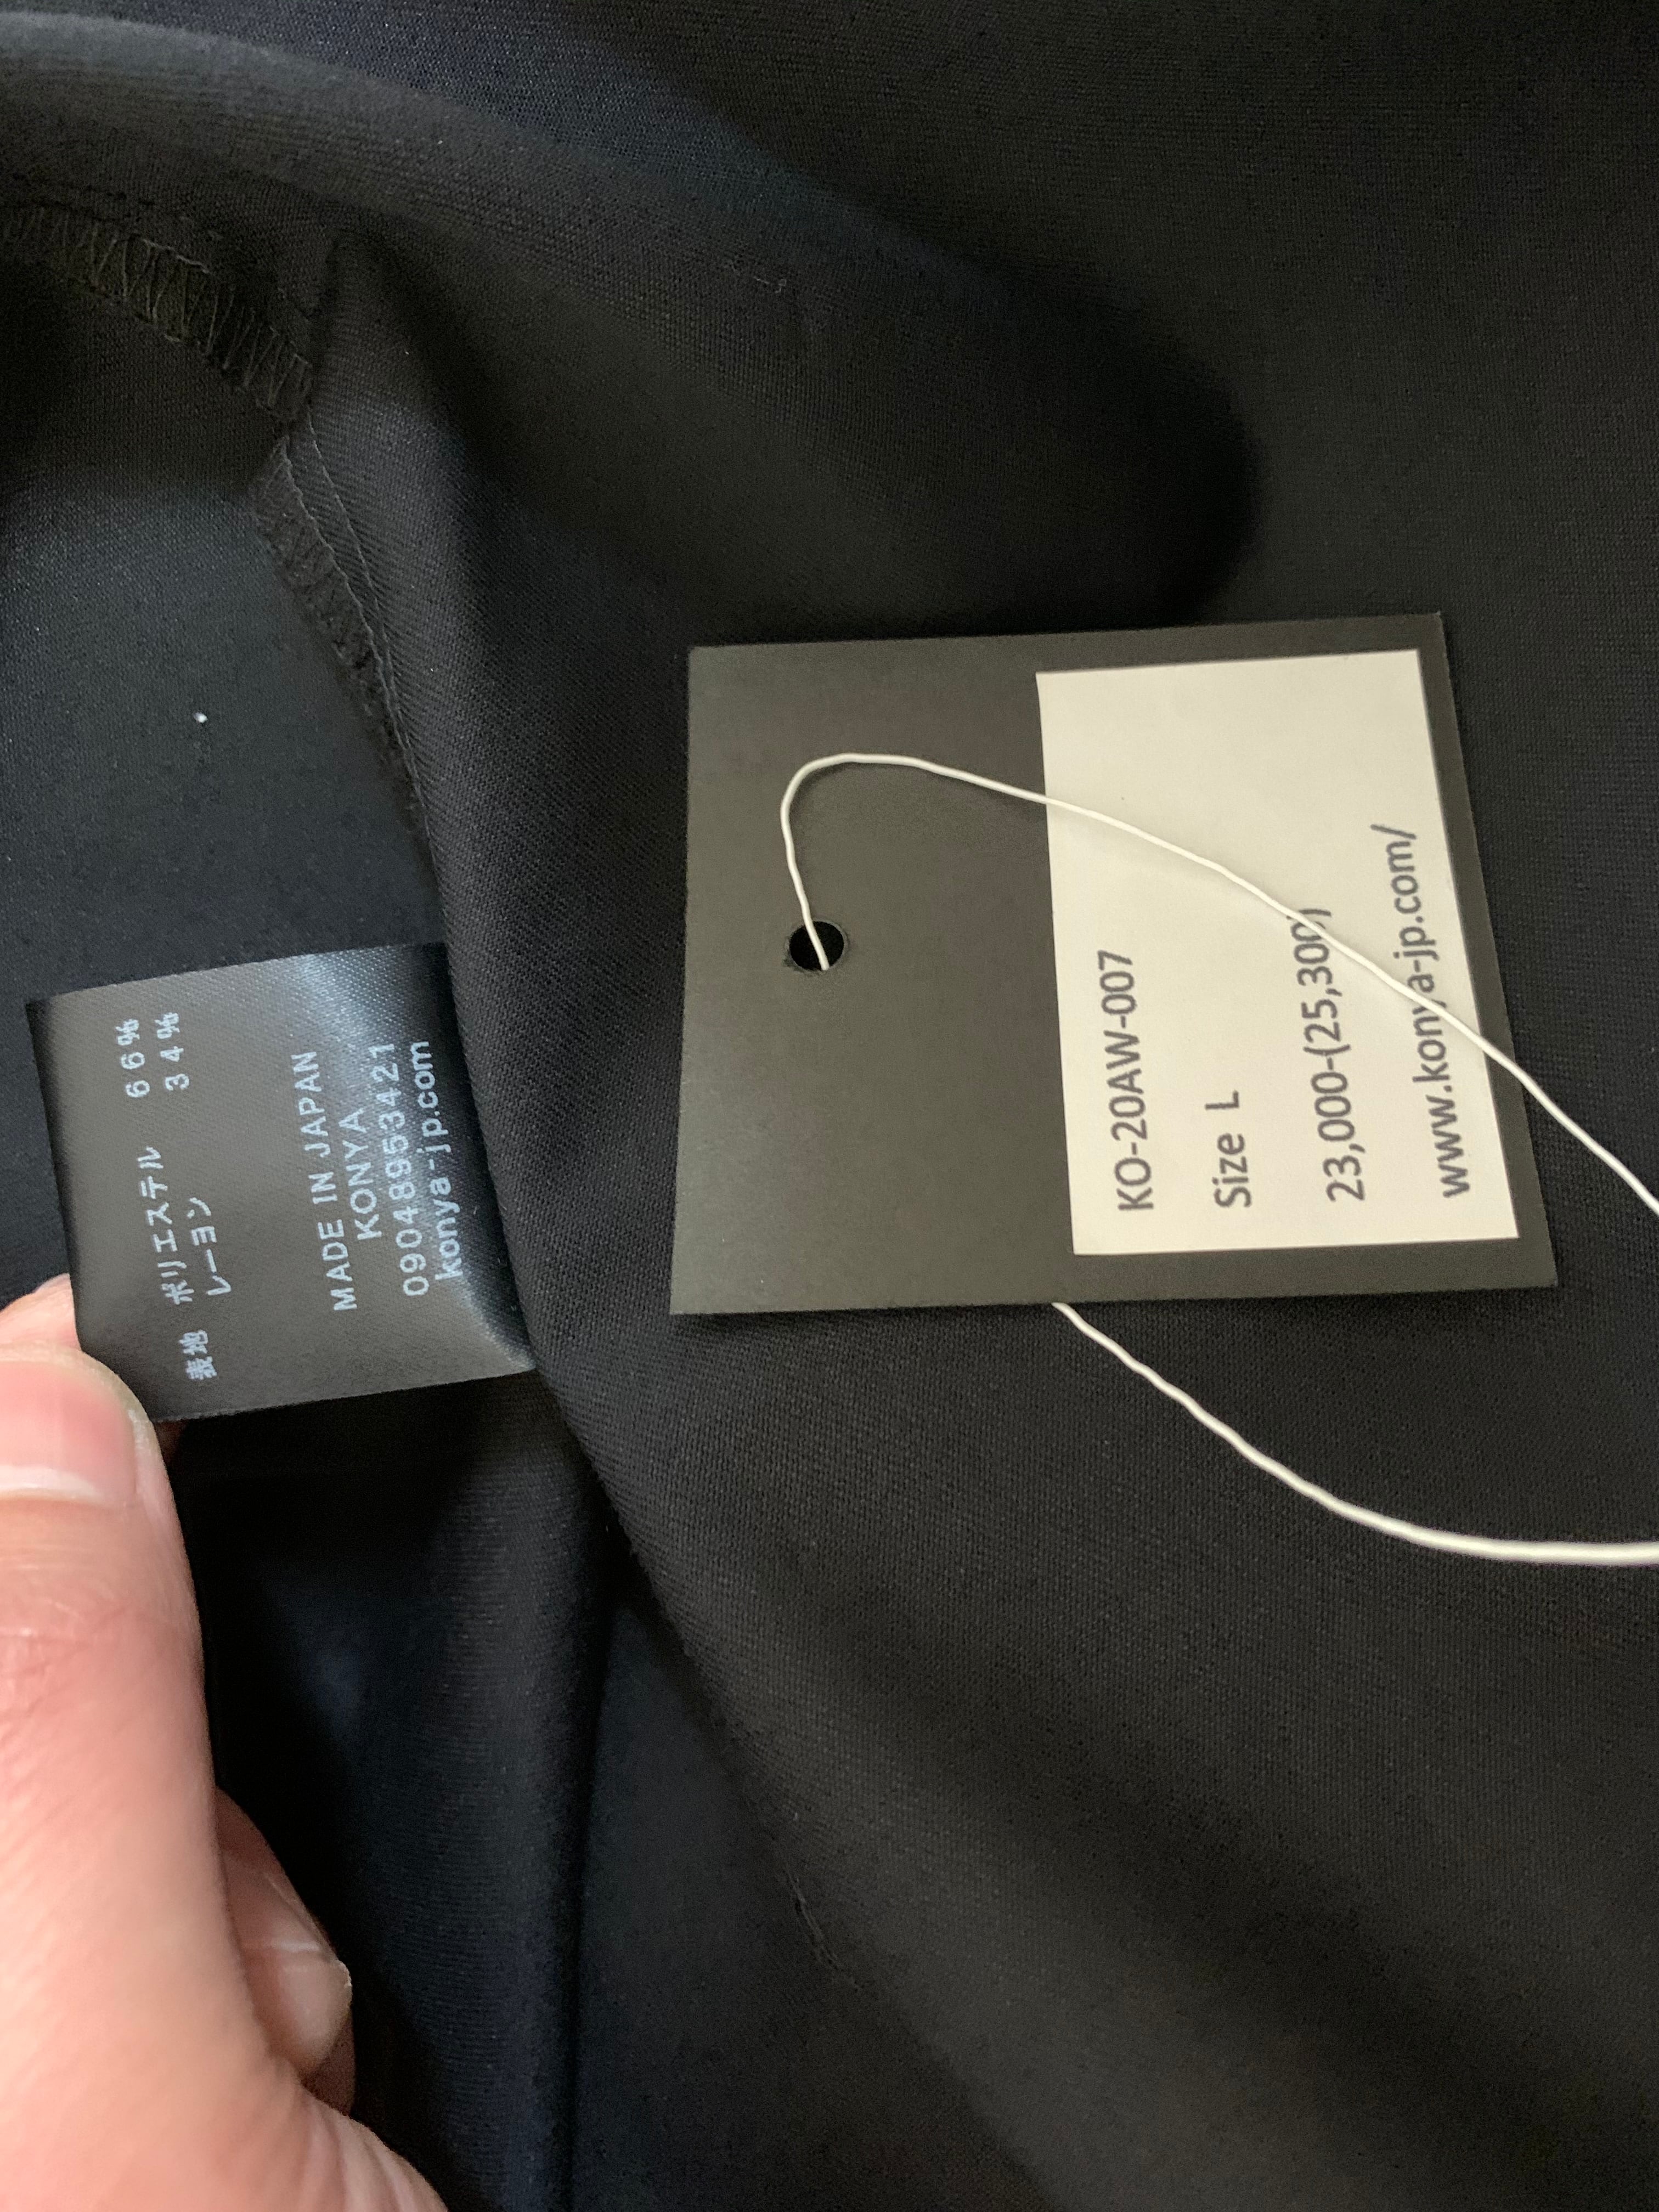 表地 ポリエステル 66%
レーヨン 34%
MADE IN JAPAN
KONYA
09048953421
konya-jp.com
KO-20AW-007
Size L
23,000-(25,300)
www.konya-jp.com/